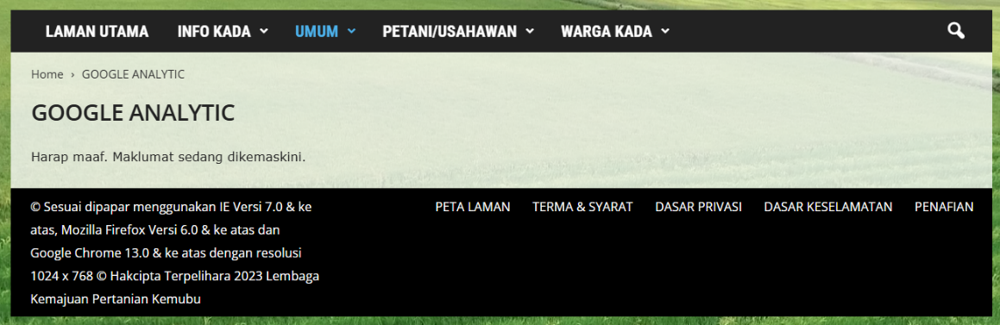 LAMAN UTAMA INFO KADA UMUM PETANI/USAHAWAN WARGA KADA
Home › GOOGLE ANALYTIC
GOOGLE ANALYTIC
Harap maaf. Maklumat sedang dikemaskini.
© Sesuai dipapar menggunakan IE Versi 7.0 & ke
atas, Mozilla Firefox Versi 6.0 & ke atas dan
Google Chrome 13.0 & ke atas dengan resolusi
1024 x 768 © Hakcipta Terpelihara 2023 Lembaga
Kemajuan Pertanian Kemubu
PETA LAMAN TERMA & SYARAT DASAR PRIVASI DASAR KESELAMATAN PENAFIAN